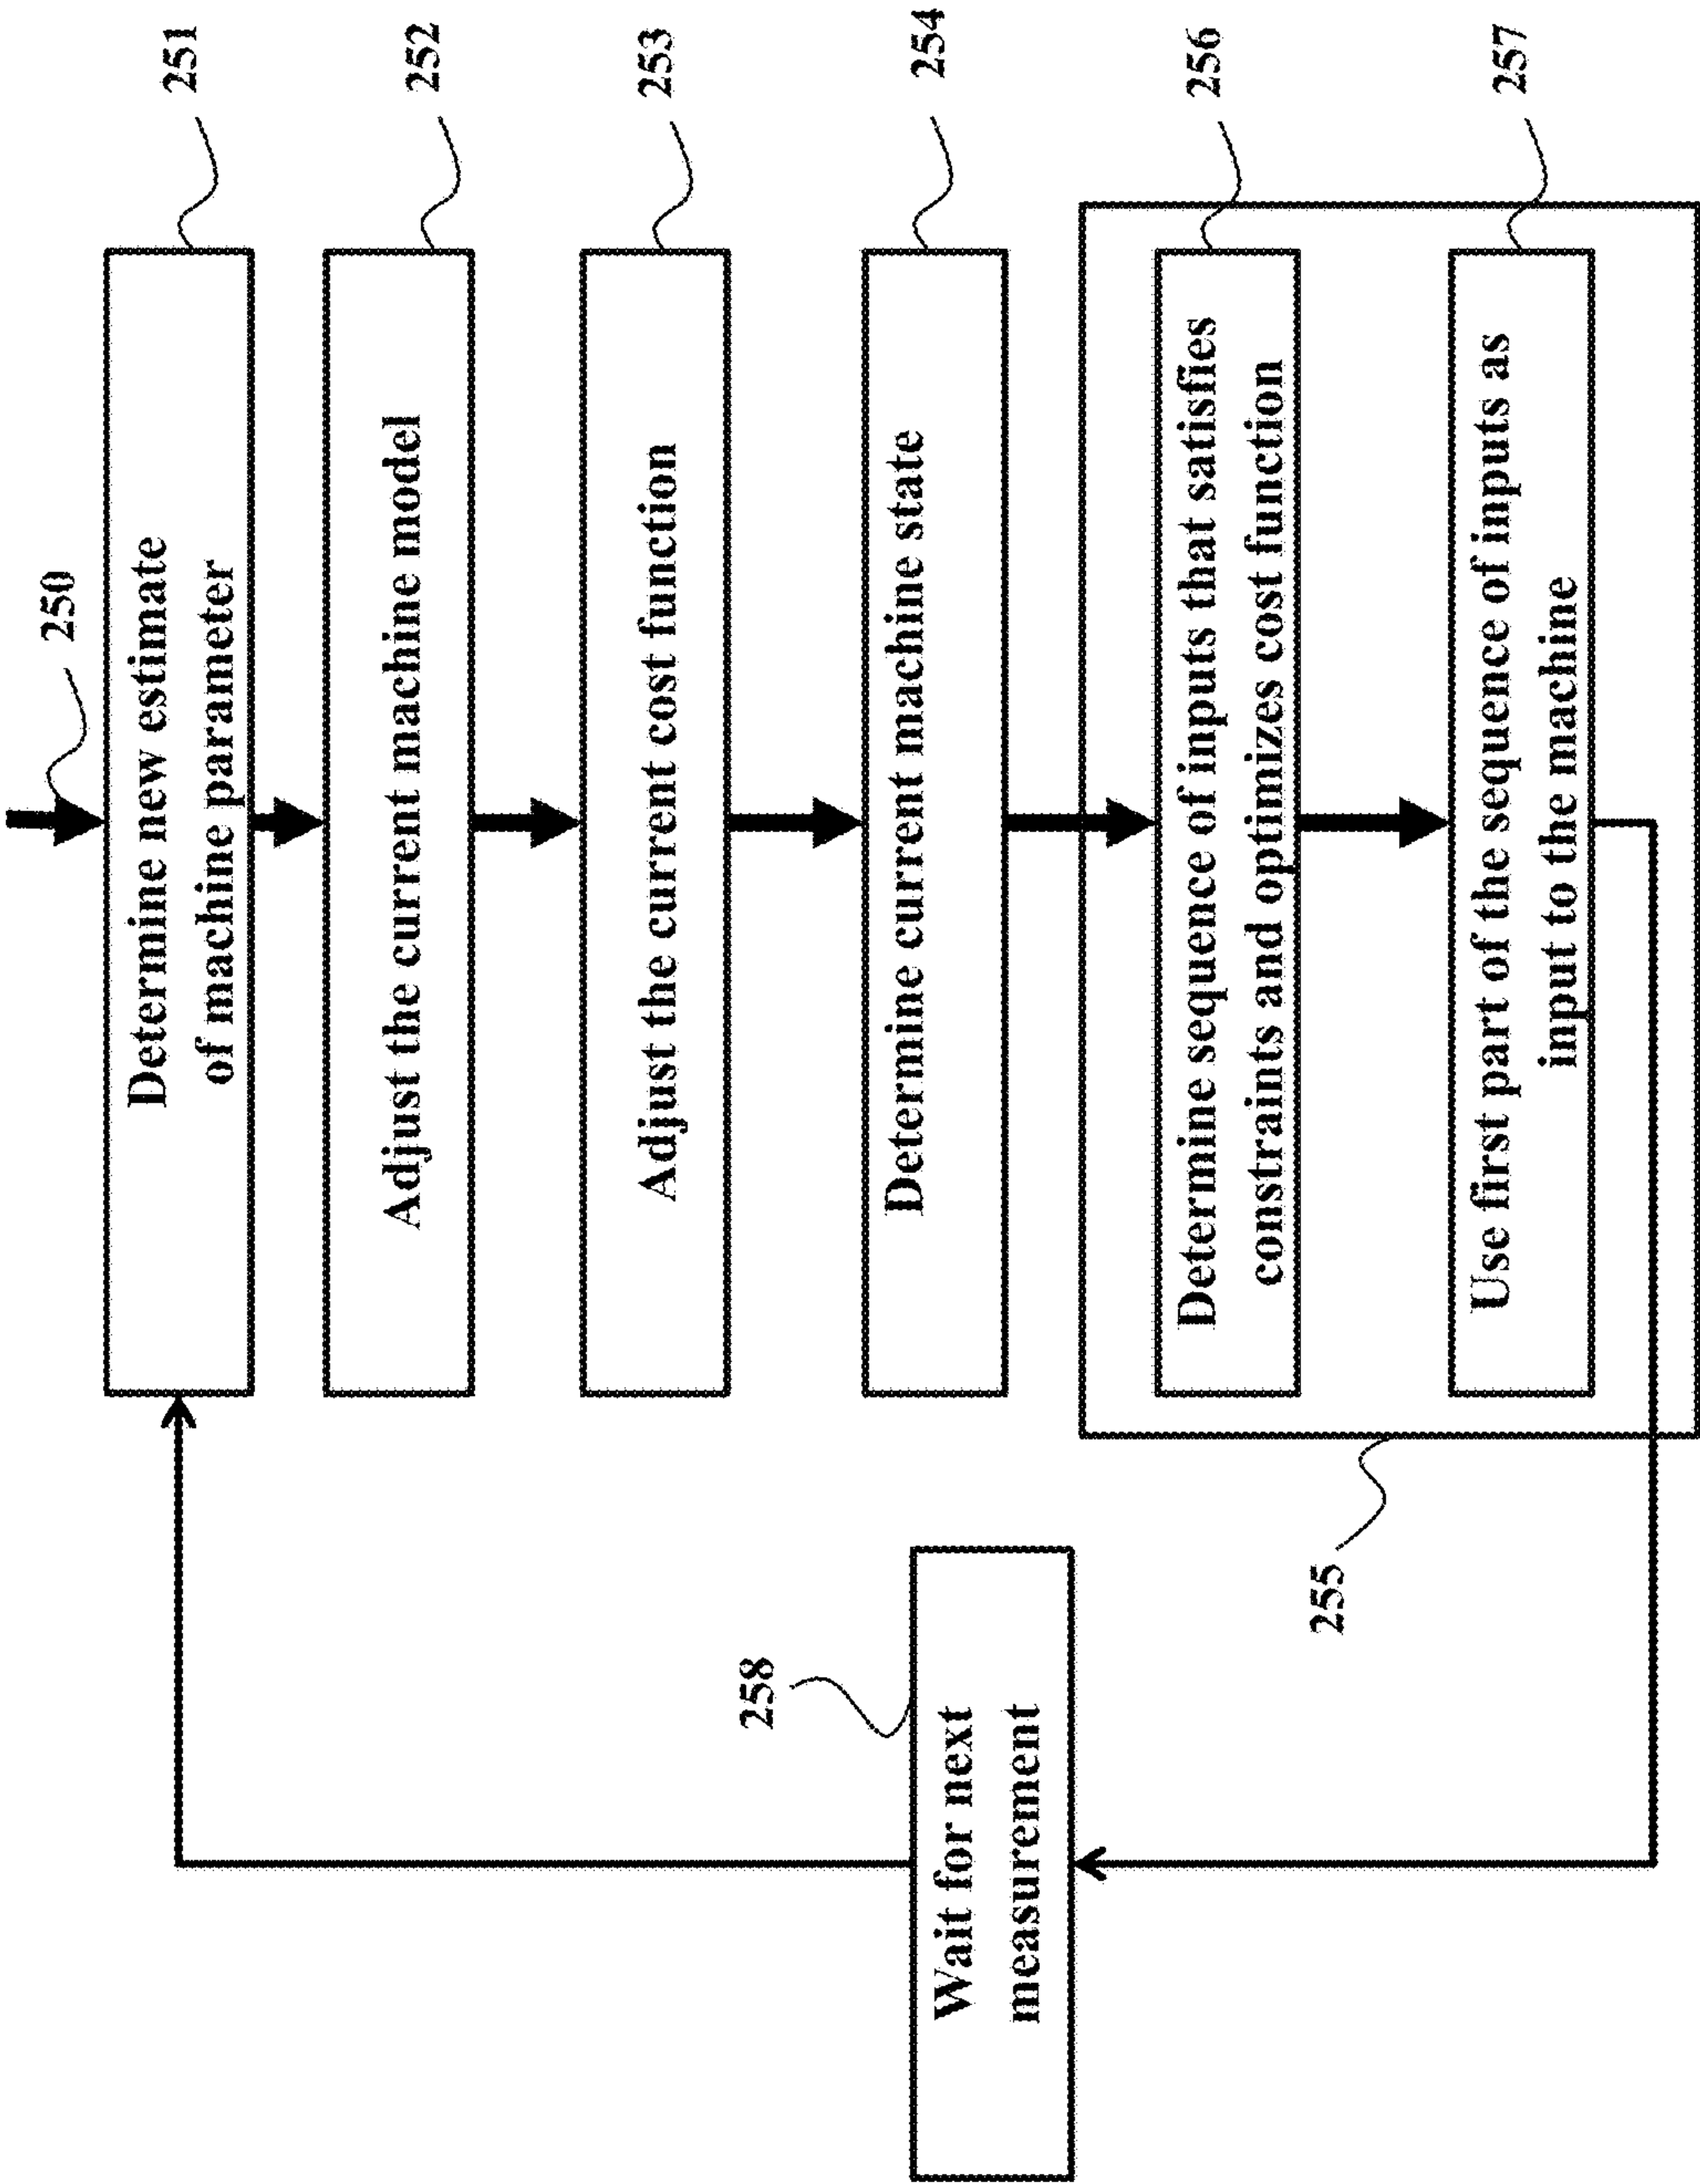 250
Determine new estimate
of machine parameter
251
Adjust the current machine model
252
Adjust the current cost function
253
Determine current machine state
254
Determine sequence of inputs that satisfies
constraints and optimizes cost function
256
Use first part of the sequence of inputs as
input to the machine
257
255
Wait for next
measurement
258